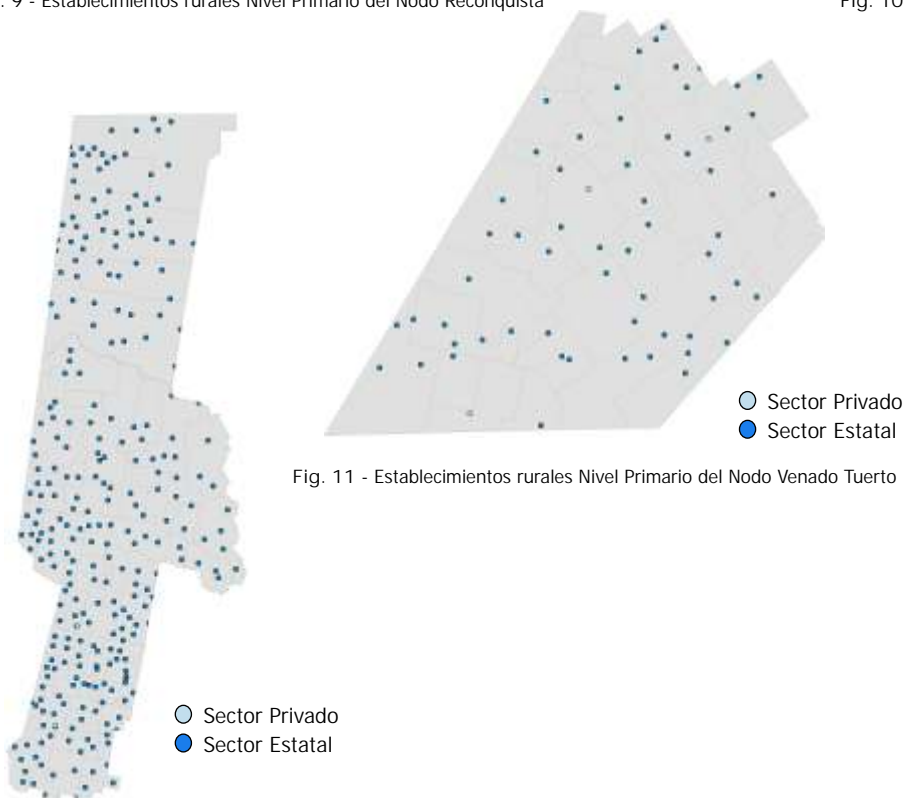 . 9 - Establecimientos rurales Nivel Primario del Nodo Reconquista
Fig. 10
Sector Privado
Sector Estatal
Fig. 11 - Establecimientos rurales Nivel Primario del Nodo Venado Tuerto
Sector Privado
Sector Estatal